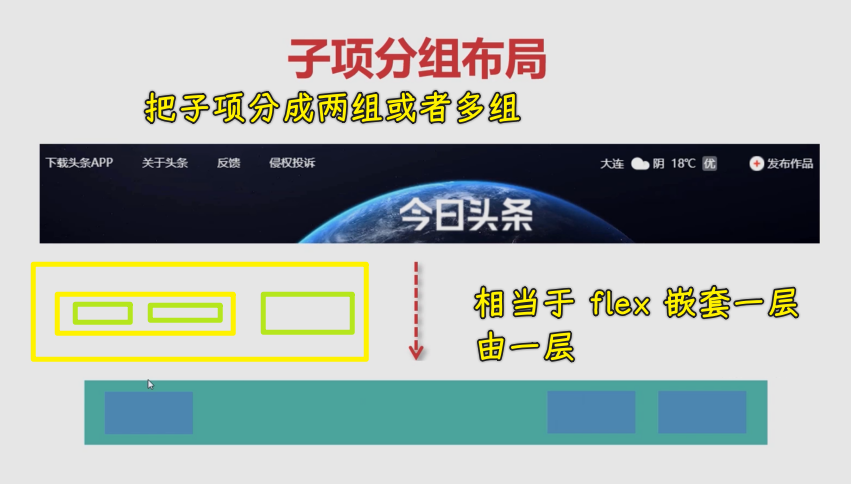 子项分组布局
把子项分成两组或者多组
下载头条APP 关于头条 反馈 侵权投诉 大连 阴 18℃ 优 发布作品
今日头条
相当于 flex 嵌套一层
由一层